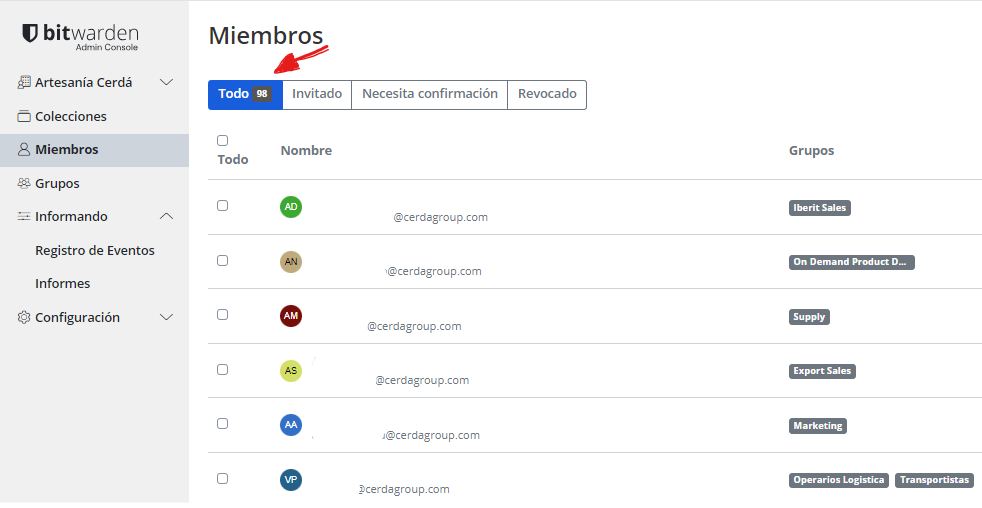 bitwarden
Admin Console
Artesanía Cerdá
Colecciones
Miembros
Grupos
Informando
Registro de Eventos
Informes
Configuración
Miembros
Todo 98 Invitado Necesita confirmación Revocado
Todo Nombre Grupos
AD @cerdagroup.com Iberit Sales
AN @cerdagroup.com On Demand Product D...
AM @cerdagroup.com Supply
AS @cerdagroup.com Export Sales
AA @cerdagroup.com Marketing
VP @cerdagroup.com Operarios Logistica Transportistas